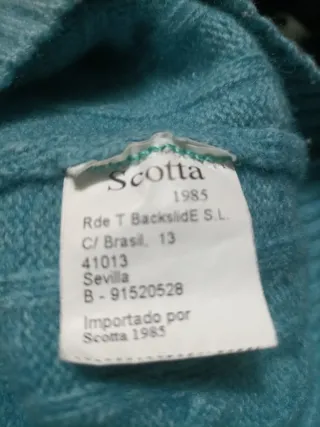 Scotta
1985
Rde T BackslidE S.L.
C/ Brasil, 13
41013
Sevilla
B - 91520528
Importado por
Scotta 1985